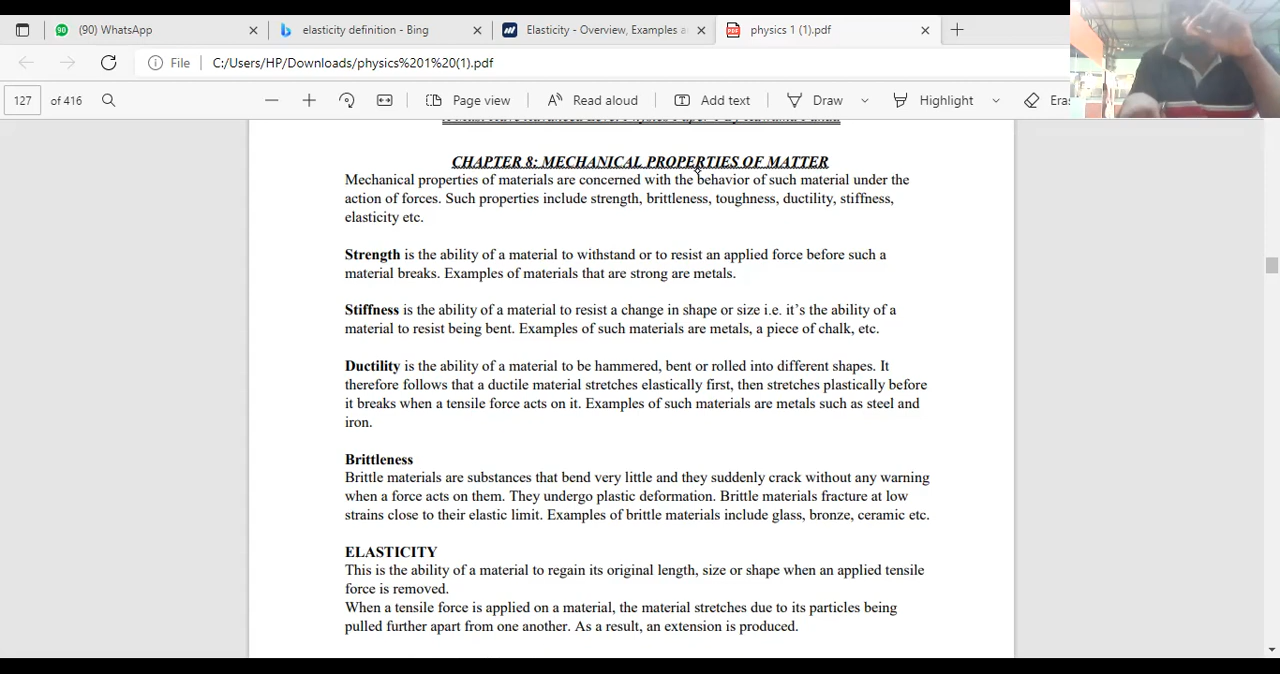 (90) WhatsApp
elasticity definition - Bing
Elasticity - Overview, Examples a
physics 1 (1).pdf
File C:/Users/HP/Downloads/physics%201%20(1).pdf
127 of 416
Page view
Read aloud
Add text
Draw
Highlight
Eras
CHAPTER 8: MECHANICAL PROPERTIES OF MATTER
Mechanical properties of materials are concerned with the behavior of such material under the
action of forces. Such properties include strength, brittleness, toughness, ductility, stiffness,
elasticity etc.
Strength is the ability of a material to withstand or to resist an applied force before such a
material breaks. Examples of materials that are strong are metals.
Stiffness is the ability of a material to resist a change in shape or size i.e. it's the ability of a
material to resist being bent. Examples of such materials are metals, a piece of chalk, etc.
Ductility is the ability of a material to be hammered, bent or rolled into different shapes. It
therefore follows that a ductile material stretches elastically first, then stretches plastically before
it breaks when a tensile force acts on it. Examples of such materials are metals such as steel and
iron.
Brittleness
Brittle materials are substances that bend very little and they suddenly crack without any warning
when a force acts on them. They undergo plastic deformation. Brittle materials fracture at low
strains close to their elastic limit. Examples of brittle materials include glass, bronze, ceramic etc.
ELASTICITY
This is the ability of a material to regain its original length, size or shape when an applied tensile
force is removed.
When a tensile force is applied on a material, the material stretches due to its particles being
pulled further apart from one another. As a result, an extension is produced.